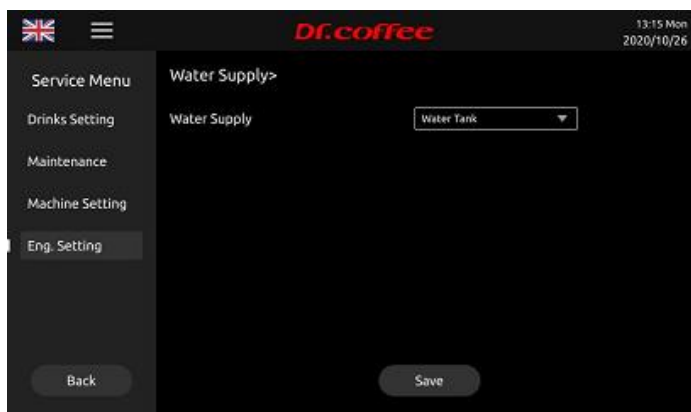 Dr.coffee
13:15 Mon
2020/10/26
Service Menu
Drinks Setting
Maintenance
Machine Setting
Eng. Setting
Back
Water Supply>
Water Supply
Water Tank
Save